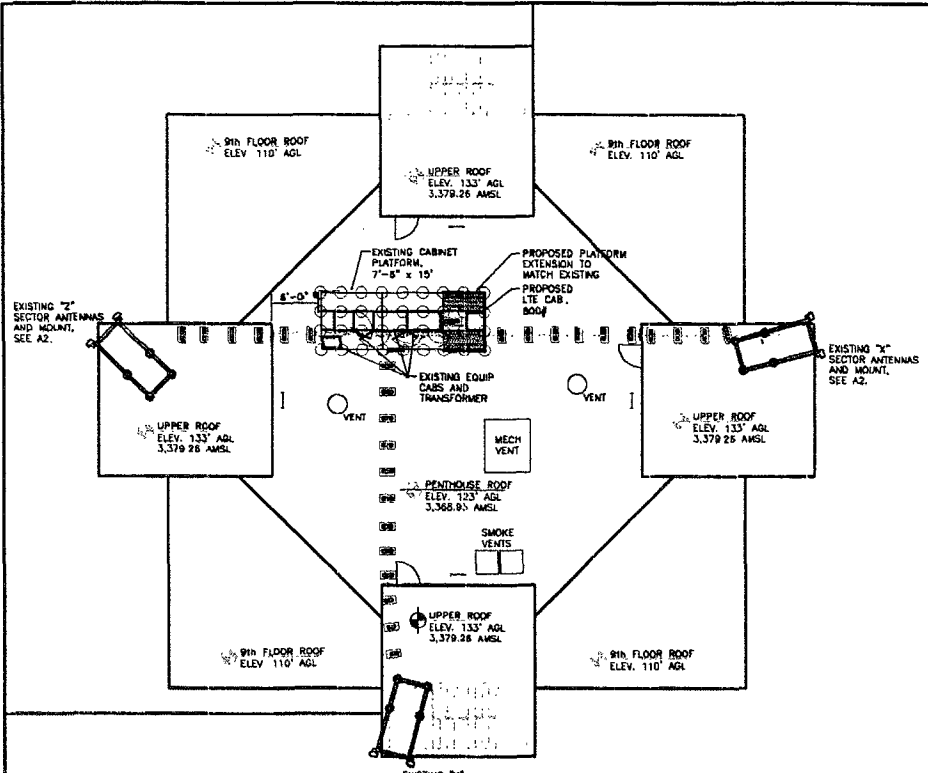 9th FLOOR ROOF
ELEV. 110' AGL
9th FLOOR ROOF
ELEV. 110' AGL
UPPER ROOF
ELEV. 133' AGL
3,379.26 AMSL
EXISTING CABINET
PLATFORM,
7'-6" x 15'
PROPOSED PLATFORM
EXTENSION TO
MATCH EXISTING
PROPOSED
LTE CAB,
800#
EXISTING "Z"
SECTOR ANTENNAS
AND MOUNT,
SEE A2.
EXISTING "X"
SECTOR ANTENNAS
AND MOUNT,
SEE A2.
EXISTING EQUIP
CABS AND
TRANSFORMER
VENT
VENT
UPPER ROOF
ELEV. 133' AGL
3,379.26 AMSL
MECH
VENT
UPPER ROOF
ELEV. 133' AGL
3,379.26 AMSL
PENTHOUSE ROOF
ELEV. 123' AGL
3,368.93 AMSL
SMOKE
VENTS
UPPER ROOF
ELEV. 133' AGL
3,379.26 AMSL
9th FLOOR ROOF
ELEV 110' AGL
9th FLOOR ROOF
ELEV. 110' AGL